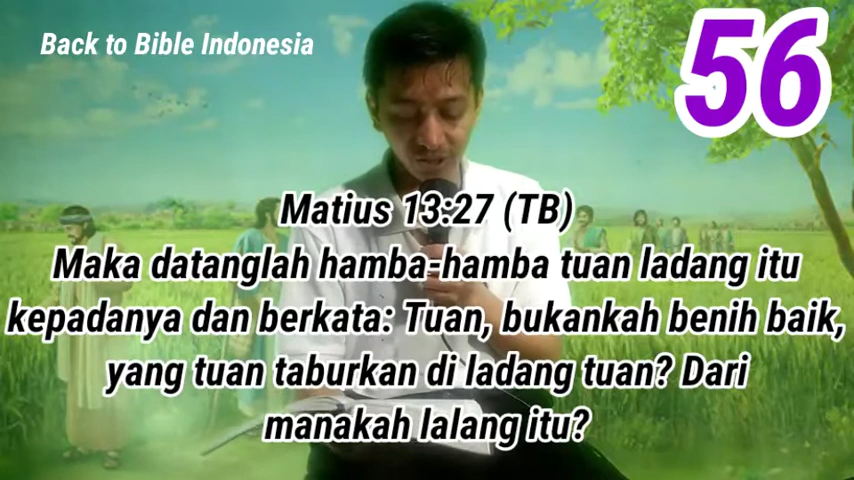 Back to Bible Indonesia
56
Matius 13:27 (TB)
Maka datanglah hamba-hamba tuan ladang itu
kepadanya dan berkata: Tuan, bukankah benih baik,
yang tuan taburkan di ladang tuan? Dari
manakah lalang itu?